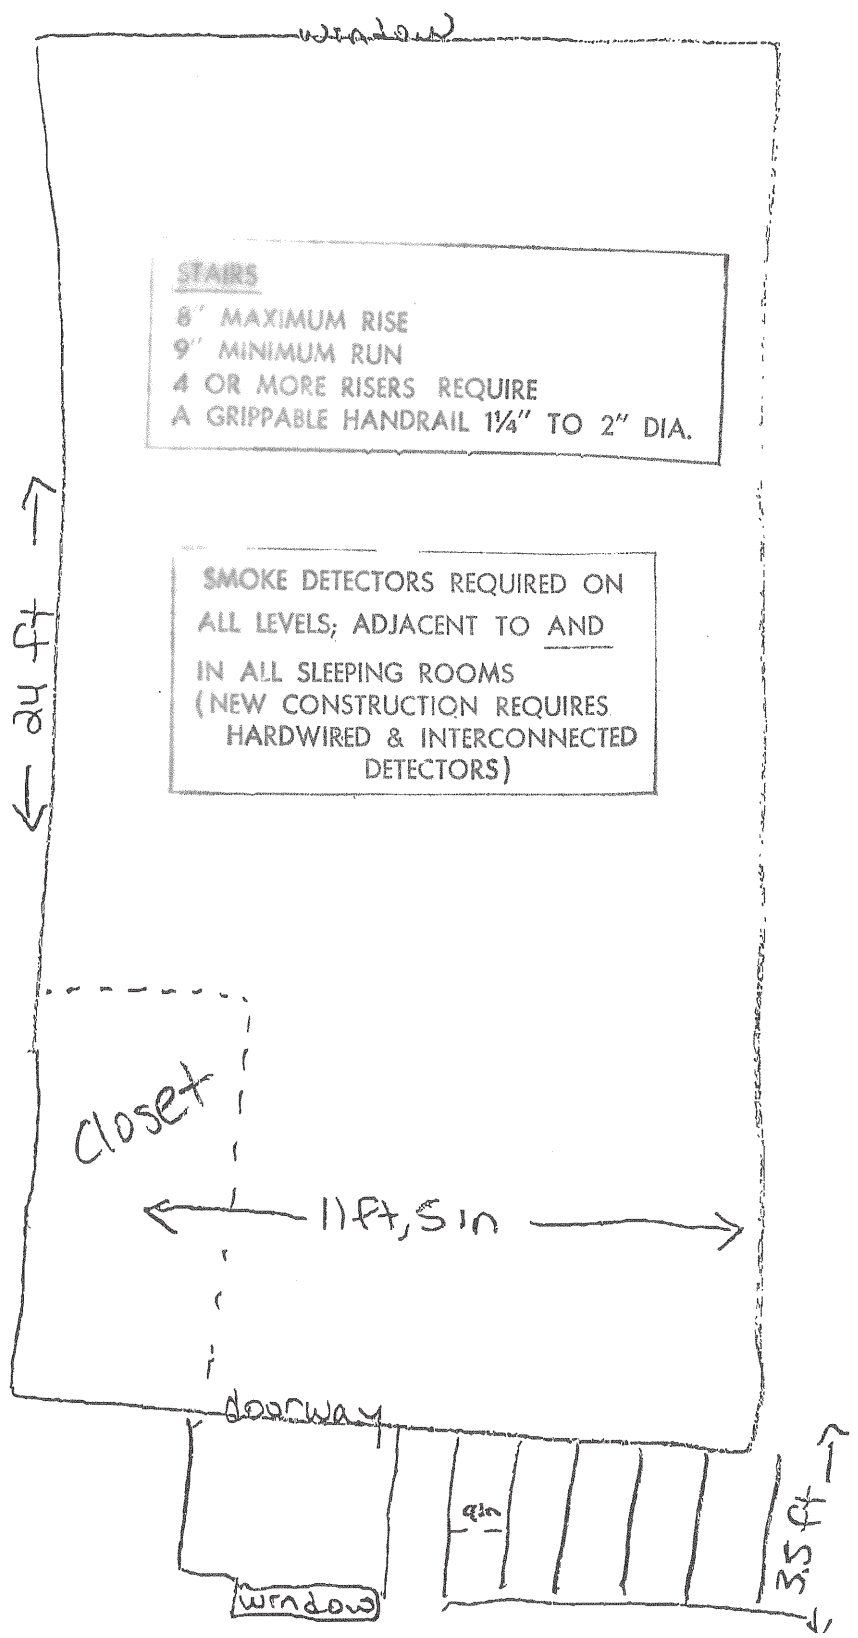 window
STAIRS
8" MAXIMUM RISE
9" MINIMUM RUN
4 OR MORE RISERS REQUIRE
A GRIPPABLE HANDRAIL 1¼" TO 2" DIA.
24 ft
SMOKE DETECTORS REQUIRED ON
ALL LEVELS; ADJACENT TO AND
IN ALL SLEEPING ROOMS
(NEW CONSTRUCTION REQUIRES
HARDWIRED & INTERCONNECTED
DETECTORS)
closet
11ft, 5in
doorway
9in
3.5 ft
window